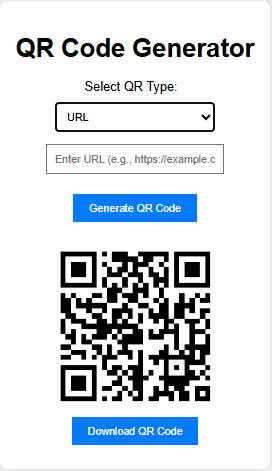 QR Code Generator
Select QR Type:
URL
Enter URL (e.g., https://example.c
Generate QR Code
Download QR Code